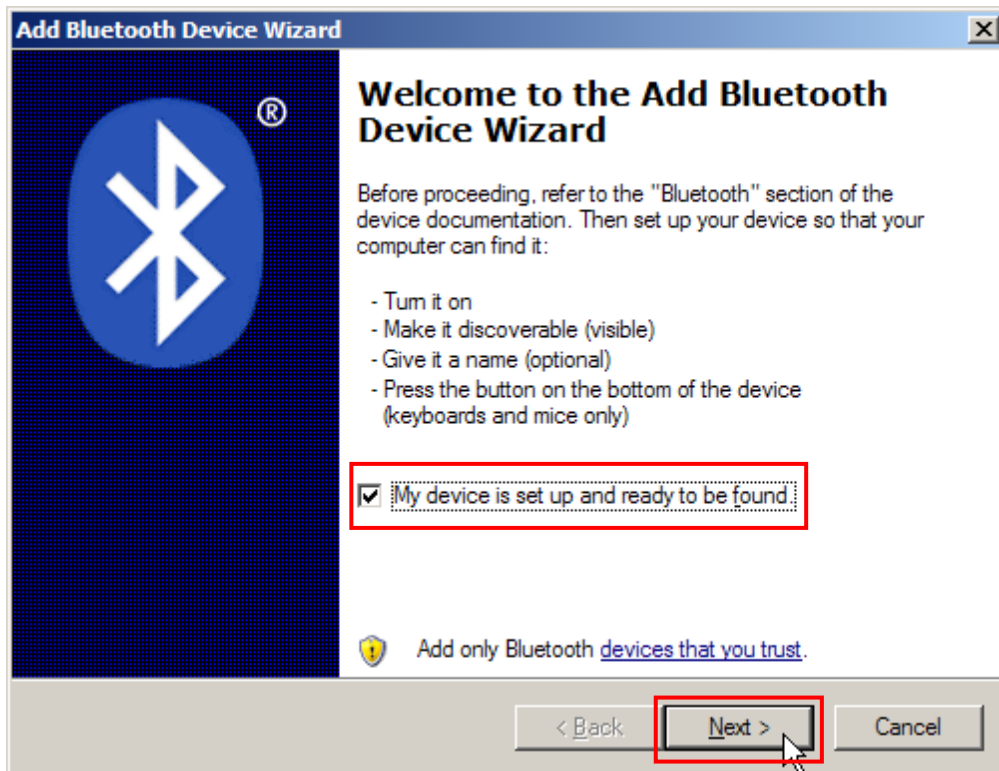 Add Bluetooth Device Wizard
®
Welcome to the Add Bluetooth
Device Wizard
Before proceeding, refer to the "Bluetooth" section of the
device documentation. Then set up your device so that your
computer can find it:
- Turn it on
- Make it discoverable (visible)
- Give it a name (optional)
- Press the button on the bottom of the device
(keyboards and mice only)
My device is set up and ready to be found.
Add only Bluetooth devices that you trust.
< Back Next > Cancel